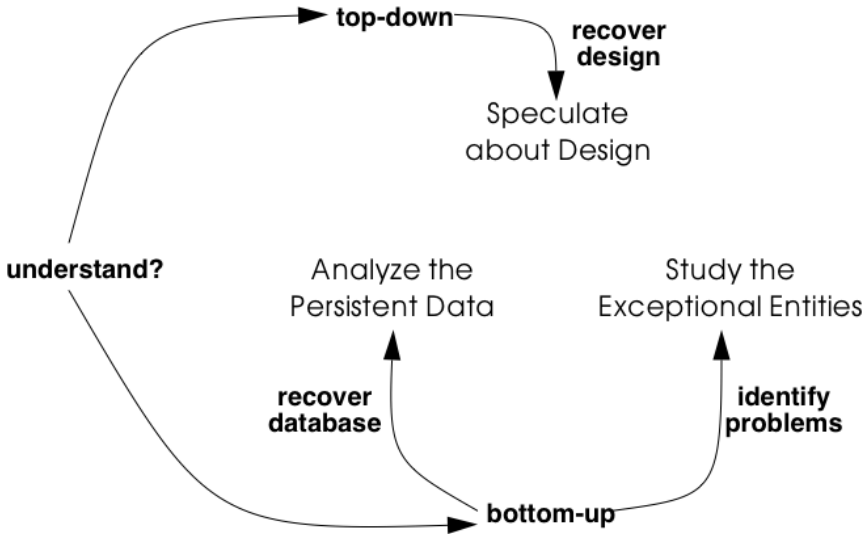 top-down
recover
design
Speculate
about Design
understand?
Analyze the
Persistent Data
Study the
Exceptional Entities
recover
database
identify
problems
bottom-up